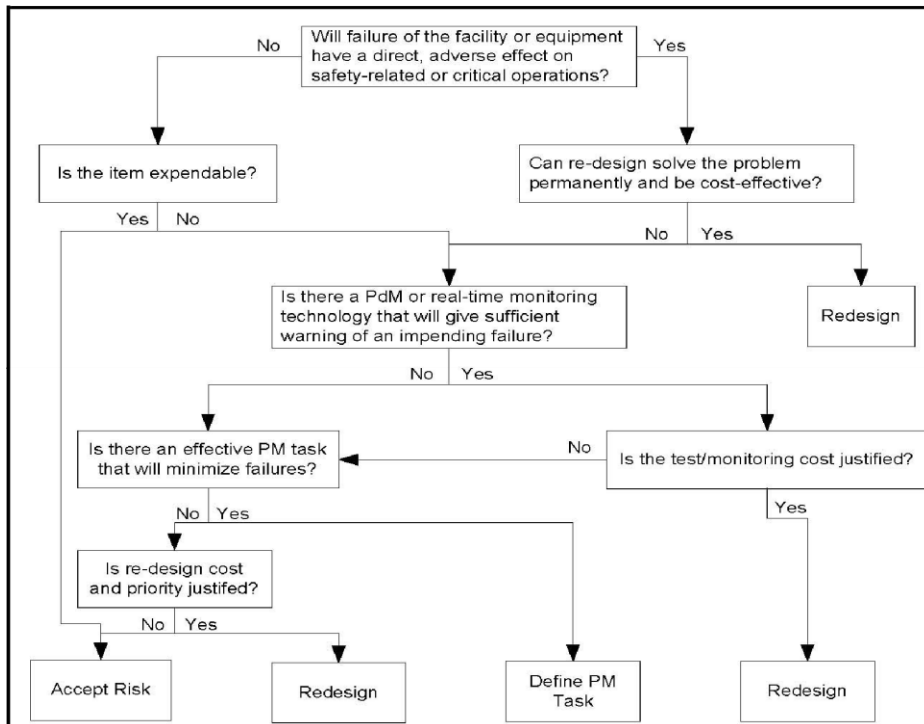 Will failure of the facility or equipment
have a direct, adverse effect on
safety-related or critical operations?
No
Yes
Is the item expendable?
Can re-design solve the problem
permanently and be cost-effective?
Yes
No
No
Yes
Is there a PdM or real-time monitoring
technology that will give sufficient
warning of an impending failure?
Redesign
No
Yes
Is there an effective PM task
that will minimize failures?
No
Is the test/monitoring cost justified?
No
Yes
Yes
Is re-design cost
and priority justifed?
No
Yes
Accept Risk
Redesign
Define PM
Task
Redesign